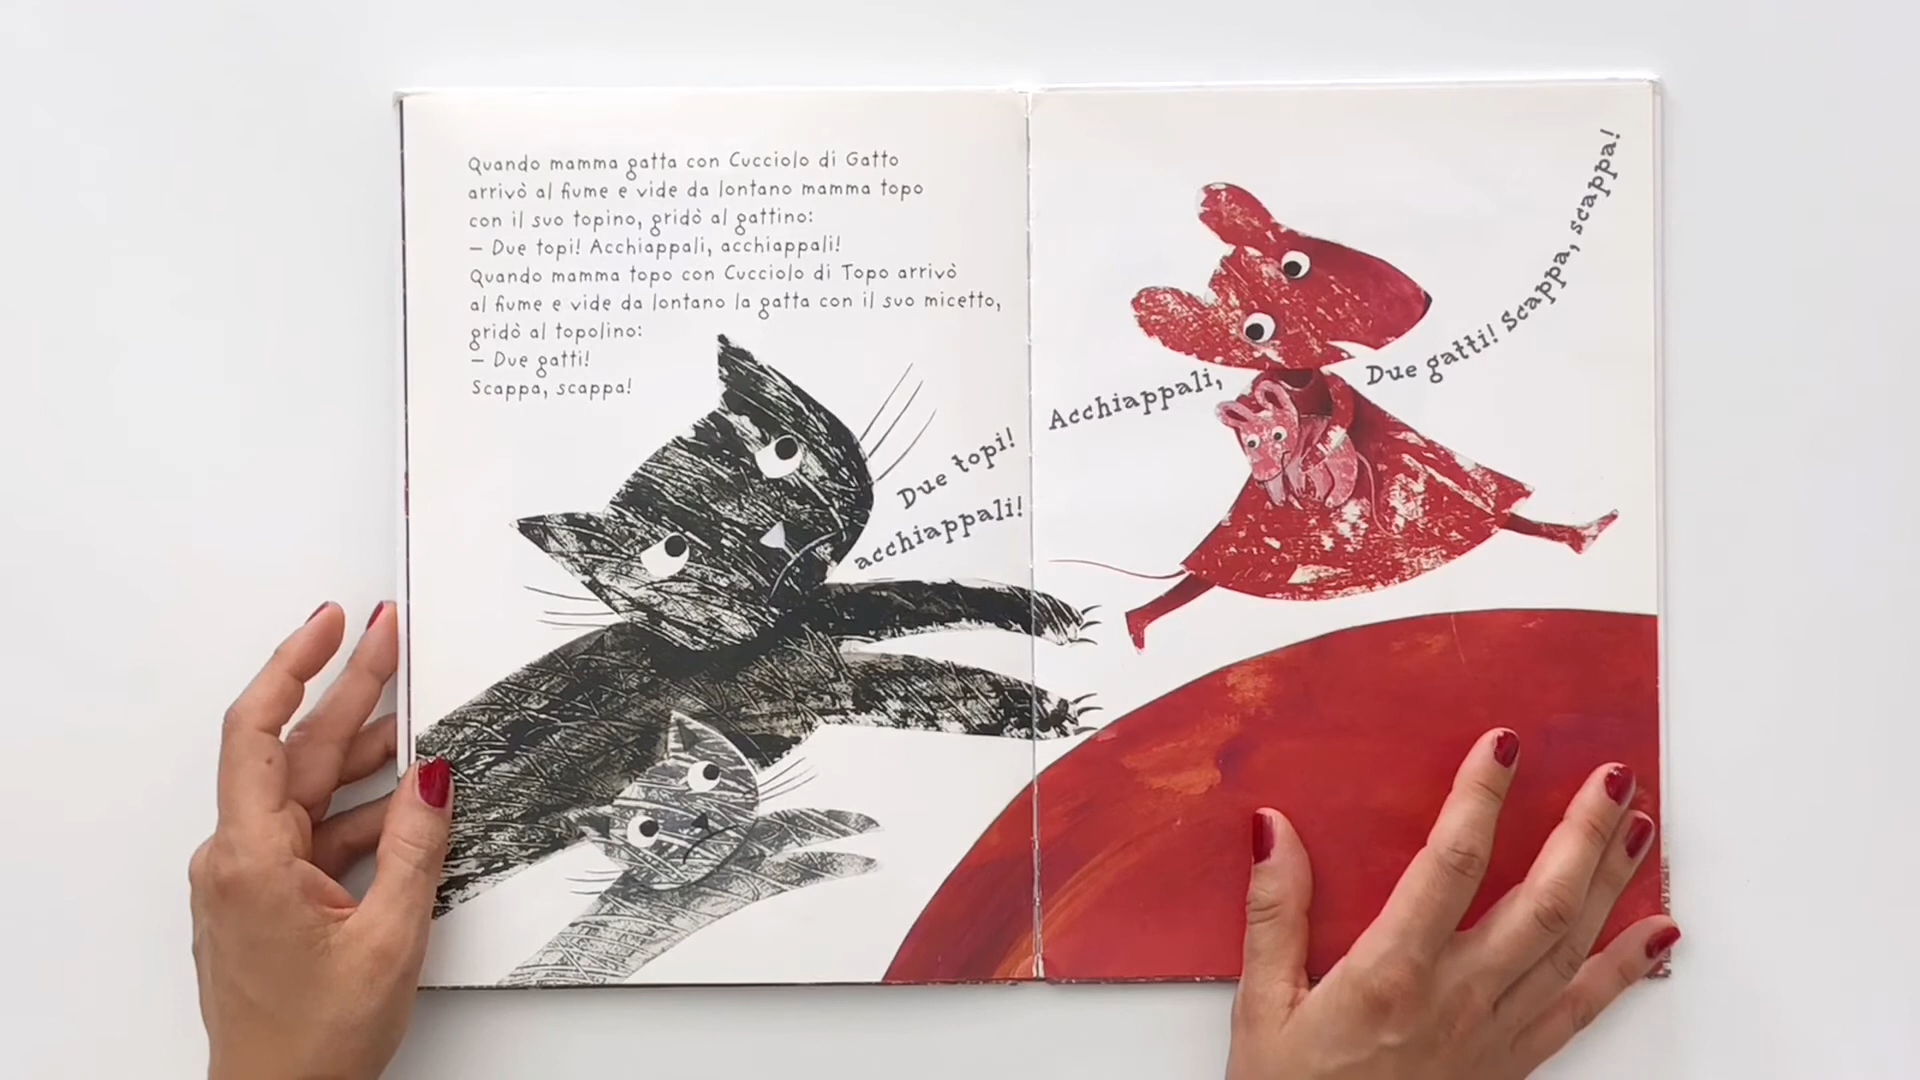 Quando mamma gatta con Cucciolo di Gatto
arrivò al fiume e vide da lontano mamma topo
con il suo topino, gridò al gattino:
– Due topi! Acchiappali, acchiappali!
Quando mamma topo con Cucciolo di Topo arrivò
al fiume e vide da lontano la gatta con il suo micetto,
gridò al topolino:
– Due gatti!
Scappa, scappa!
Due topi! Acchiappali,
acchiappali!
Due gatti! Scappa, scappa!